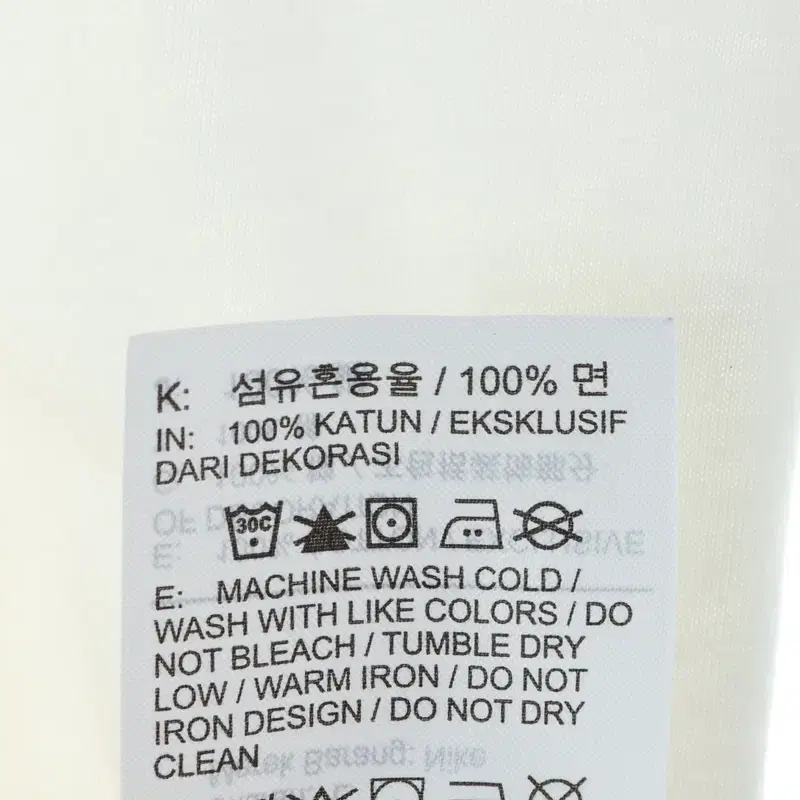 K: 섬유혼용율 / 100% 면
IN: 100% KATUN / EKSKLUSIF
DARI DEKORASI
30C
E: MACHINE WASH COLD /
WASH WITH LIKE COLORS / DO
NOT BLEACH / TUMBLE DRY
LOW / WARM IRON / DO NOT
IRON DESIGN / DO NOT DRY
CLEAN